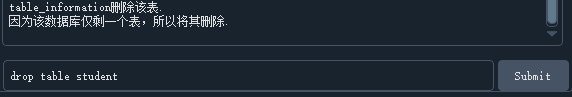 table_information删除该表.
因为该数据库仅剩一个表，所以将其删除.
drop table student
Submit